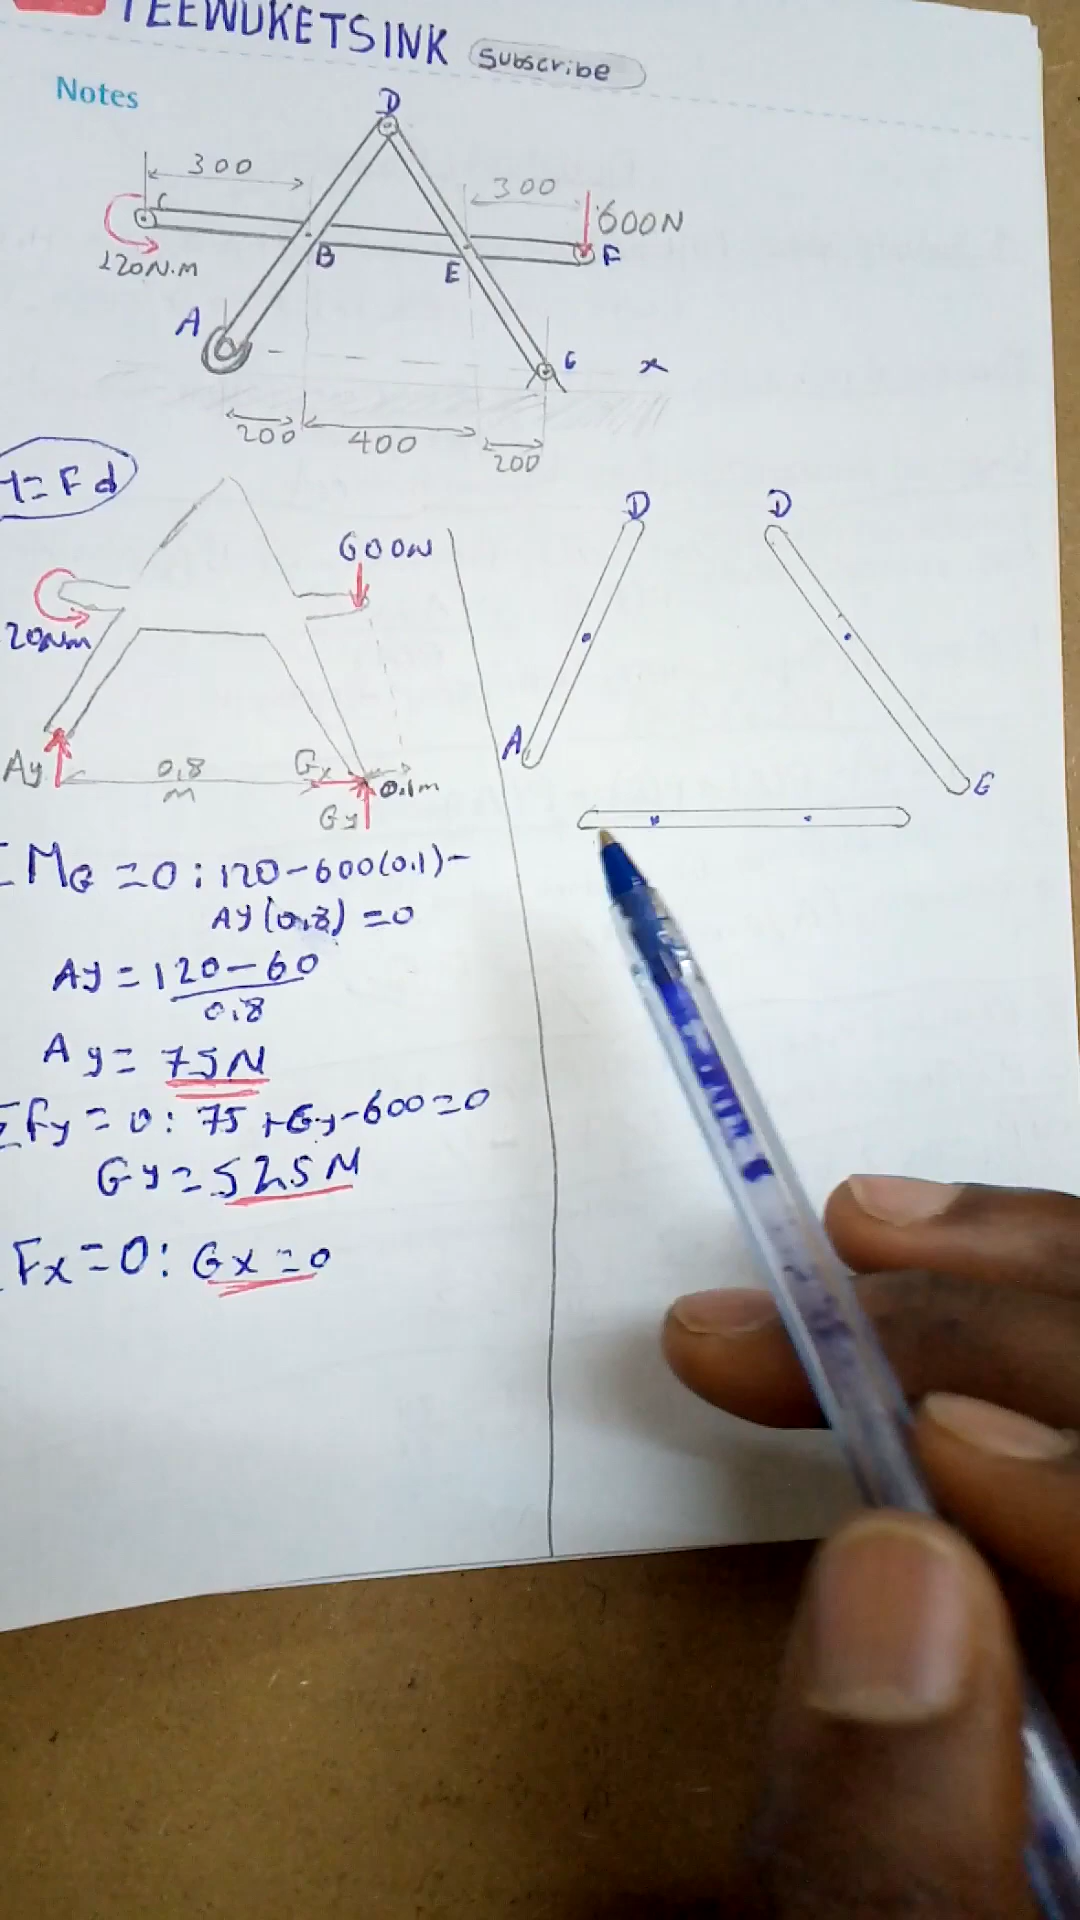 TEEWUKETSINK Subscribe
Notes
D
300
300
C
600N
120N.M
B
E
F
A
G
x
200
400
200
M=Fd
600N
D
D
20Nm
A
Ay
0.8
m
Gx
0.1m
Gy
G
ΣMG=0: 120-600(0.1)-
Ay(0.8)=0
Ay=120-60
0.8
Ay= 75N
ΣFy=0: 75+Gy-600=0
Gy=525N
ΣFx=0: Gx=0